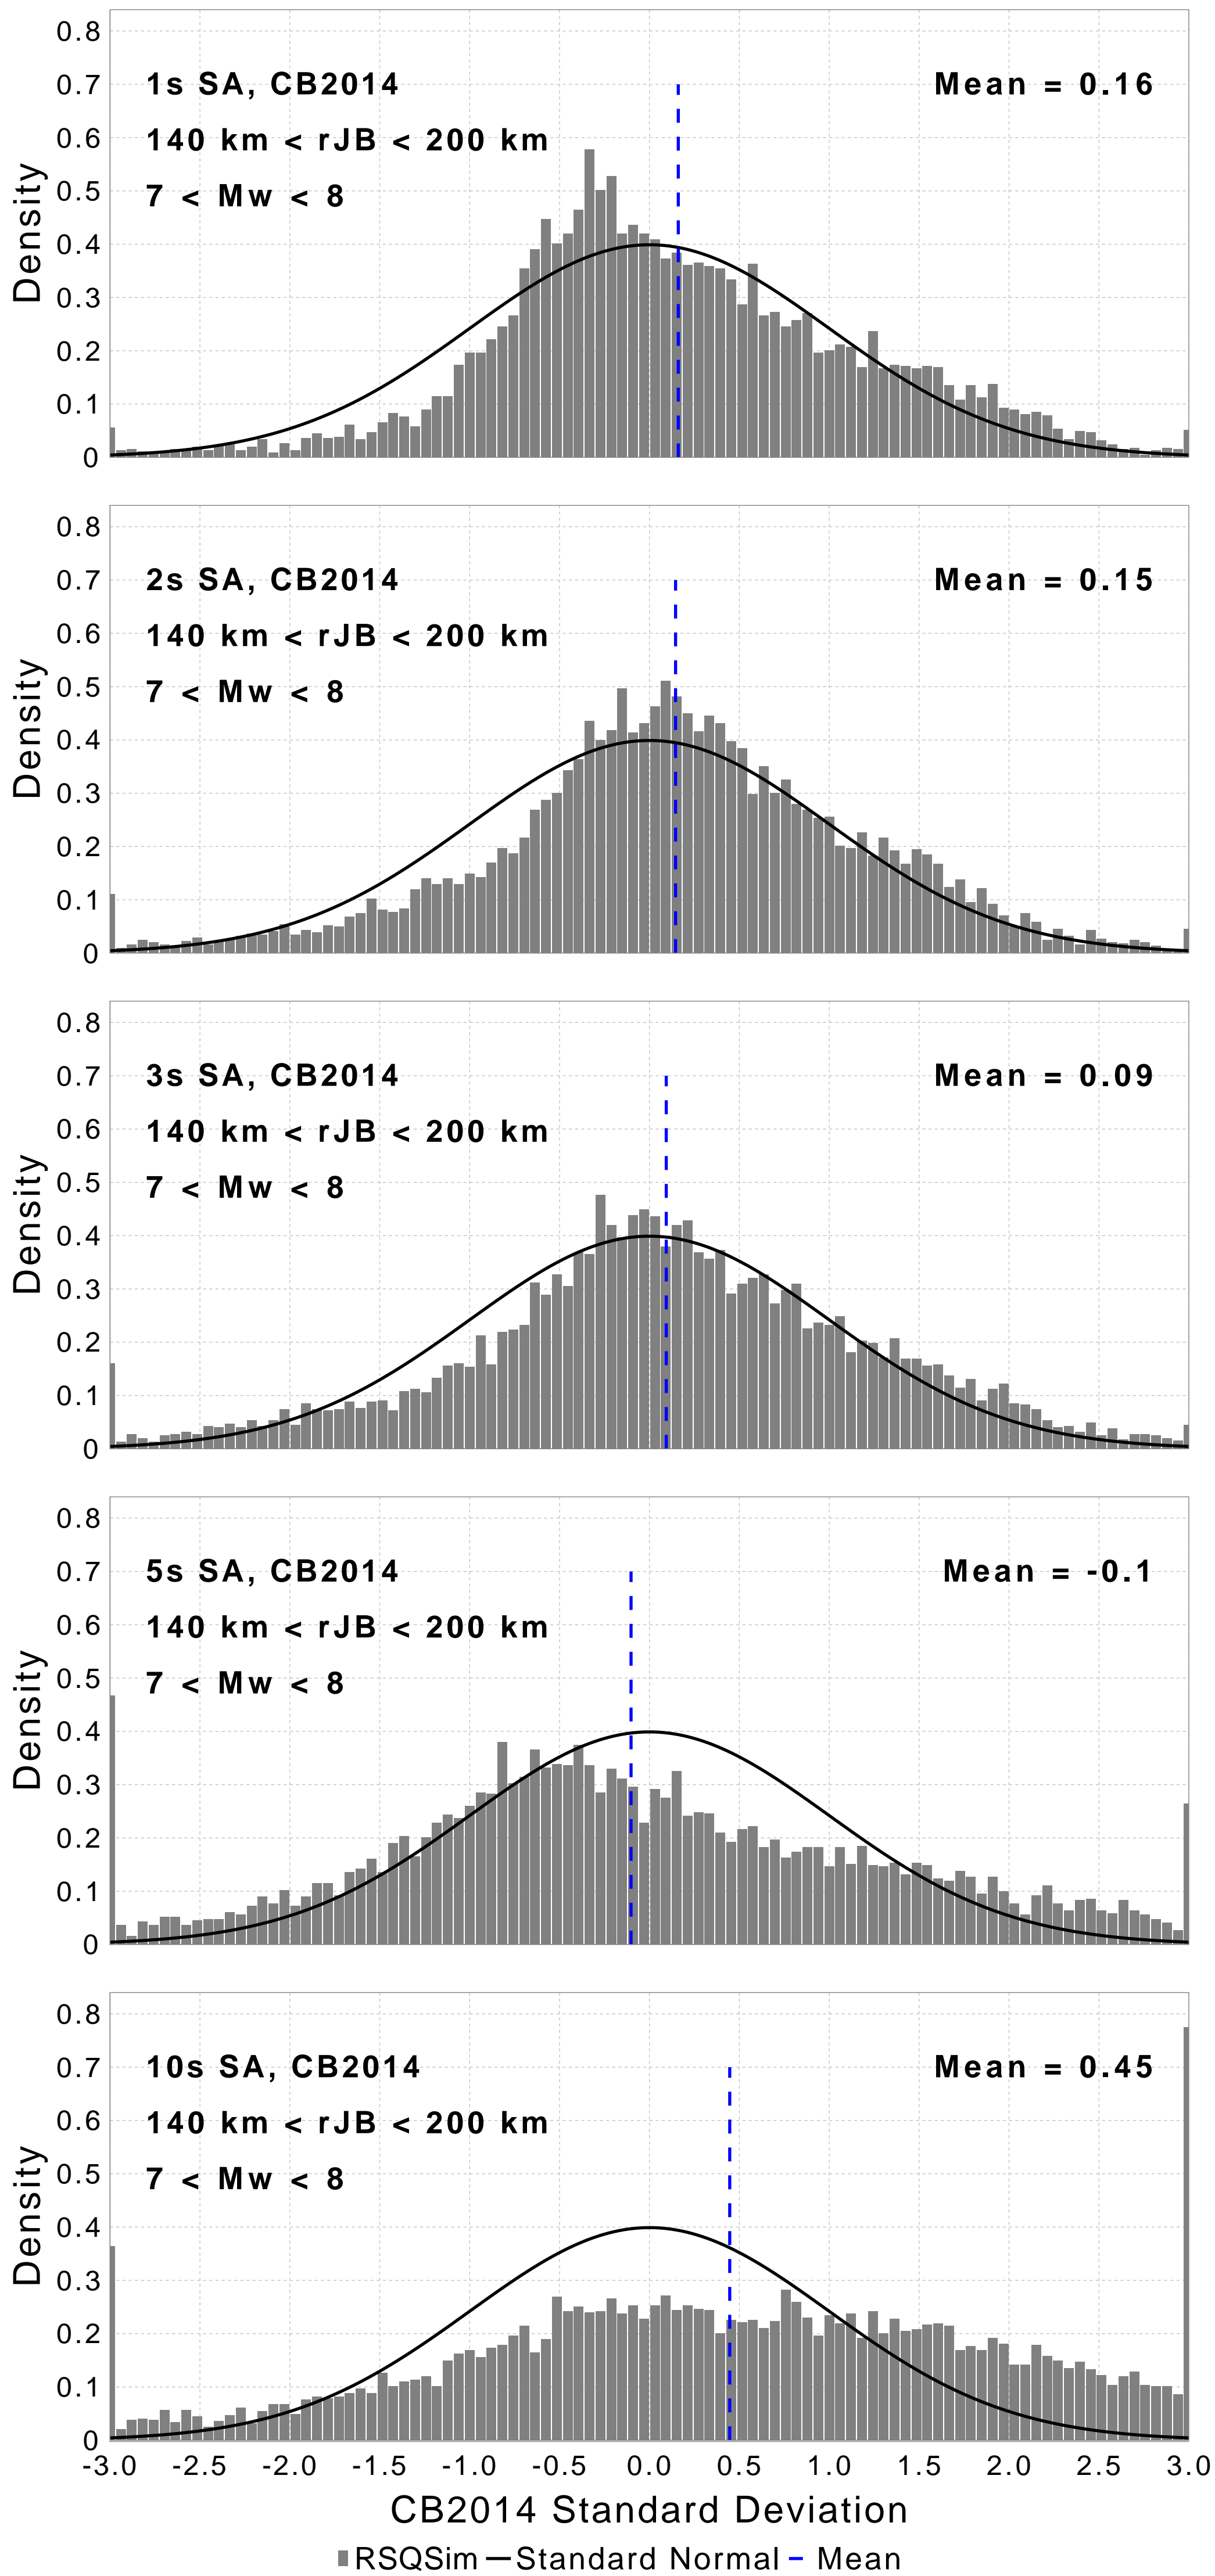 0.8
1s SA, CB2014 Mean = 0.16
0.7
140 km < rJB < 200 km
0.6
7 < Mw < 8
0.5
0.4
0.3
0.2
0.1
0
Density
0.8
2s SA, CB2014 Mean = 0.15
0.7
140 km < rJB < 200 km
0.6
7 < Mw < 8
0.5
0.4
0.3
0.2
0.1
0
Density
0.8
3s SA, CB2014 Mean = 0.09
0.7
140 km < rJB < 200 km
0.6
7 < Mw < 8
0.5
0.4
0.3
0.2
0.1
0
Density
0.8
5s SA, CB2014 Mean = -0.1
0.7
140 km < rJB < 200 km
0.6
7 < Mw < 8
0.5
0.4
0.3
0.2
0.1
0
Density
0.8
10s SA, CB2014 Mean = 0.45
0.7
140 km < rJB < 200 km
0.6
7 < Mw < 8
0.5
0.4
0.3
0.2
0.1
0
Density
-3.0 -2.5 -2.0 -1.5 -1.0 -0.5 0.0 0.5 1.0 1.5 2.0 2.5 3.0
CB2014 Standard Deviation
RSQSim Standard Normal Mean